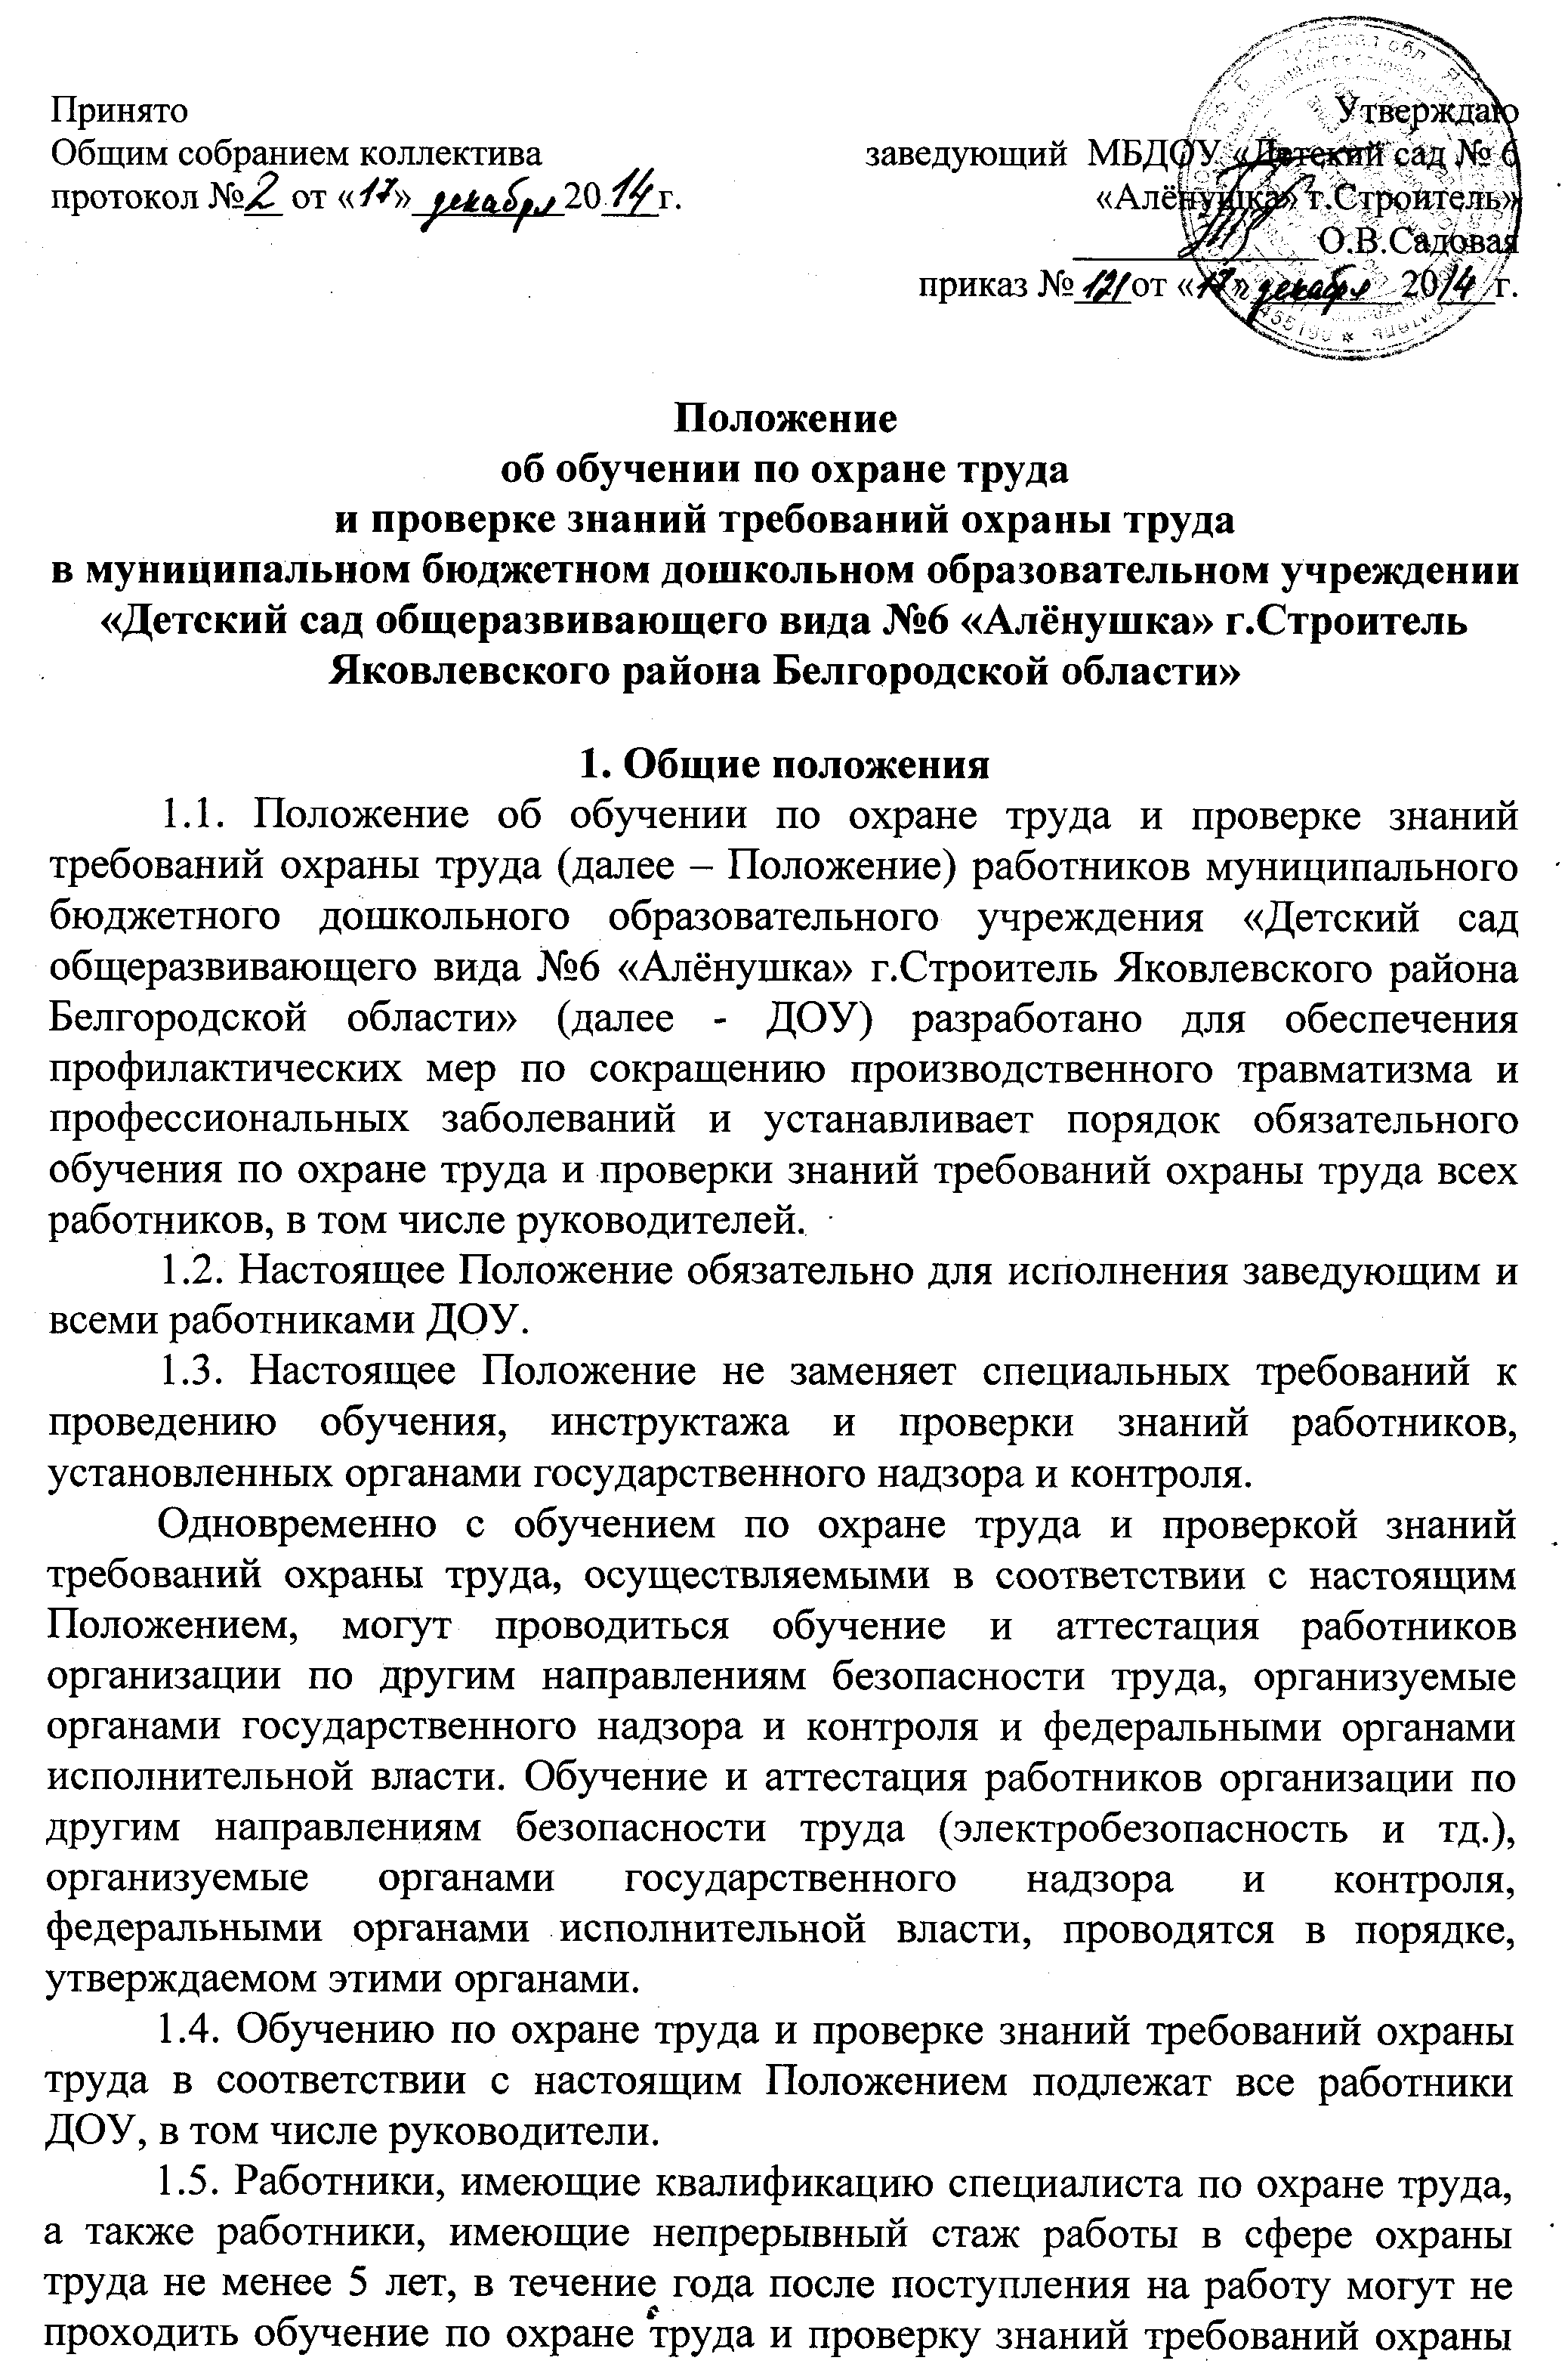 Принято
Общим собранием коллектива
протокол №2 от «17» декабря 2014 г.
Утверждаю
заведующий МБДОУ «Детский сад № 6
«Алёнушка» г.Строитель»
О.В.Садовая
приказ № 121 от «17» декабря 2014 г.
Положение
об обучении по охране труда
и проверке знаний требований охраны труда
в муниципальном бюджетном дошкольном образовательном учреждении
«Детский сад общеразвивающего вида №6 «Алёнушка» г.Строитель
Яковлевского района Белгородской области»
1. Общие положения
1.1. Положение об обучении по охране труда и проверке знаний
требований охраны труда (далее – Положение) работников муниципального
бюджетного дошкольного образовательного учреждения «Детский сад
общеразвивающего вида №6 «Алёнушка» г.Строитель Яковлевского района
Белгородской области» (далее - ДОУ) разработано для обеспечения
профилактических мер по сокращению производственного травматизма и
профессиональных заболеваний и устанавливает порядок обязательного
обучения по охране труда и проверки знаний требований охраны труда всех
работников, в том числе руководителей.
1.2. Настоящее Положение обязательно для исполнения заведующим и
всеми работниками ДОУ.
1.3. Настоящее Положение не заменяет специальных требований к
проведению обучения, инструктажа и проверки знаний работников,
установленных органами государственного надзора и контроля.
Одновременно с обучением по охране труда и проверкой знаний
требований охраны труда, осуществляемыми в соответствии с настоящим
Положением, могут проводиться обучение и аттестация работников
организации по другим направлениям безопасности труда, организуемые
органами государственного надзора и контроля и федеральными органами
исполнительной власти. Обучение и аттестация работников организации по
другим направлениям безопасности труда (электробезопасность и тд.),
организуемые органами государственного надзора и контроля,
федеральными органами исполнительной власти, проводятся в порядке,
утверждаемом этими органами.
1.4. Обучению по охране труда и проверке знаний требований охраны
труда в соответствии с настоящим Положением подлежат все работники
ДОУ, в том числе руководители.
1.5. Работники, имеющие квалификацию специалиста по охране труда,
а также работники, имеющие непрерывный стаж работы в сфере охраны
труда не менее 5 лет, в течение года после поступления на работу могут не
проходить обучение по охране труда и проверку знаний требований охраны